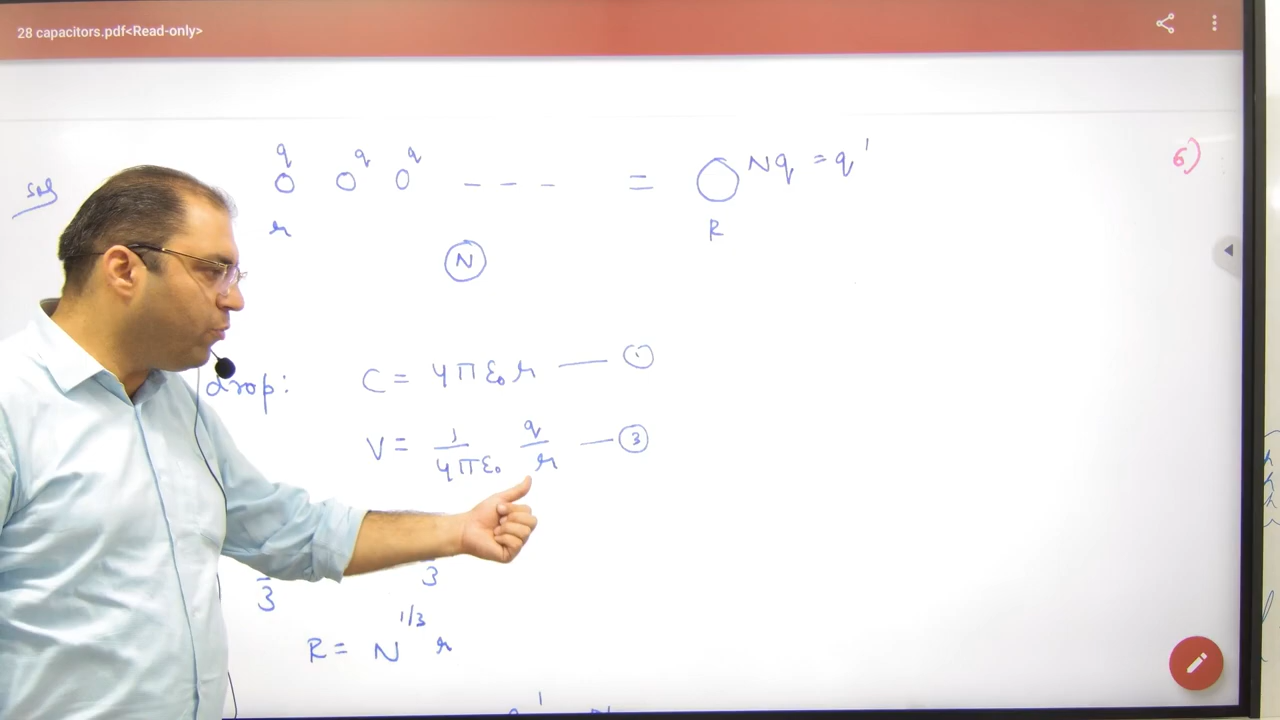 28 capacitors.pdf<Read-only>
6)
sol
q q q Nq = q'
O O O - - - = O
r R
N
drop: C = 4πε₀r — ①
V = 1/4πε₀ q/r — ③
3 3
R = N^1/3 r